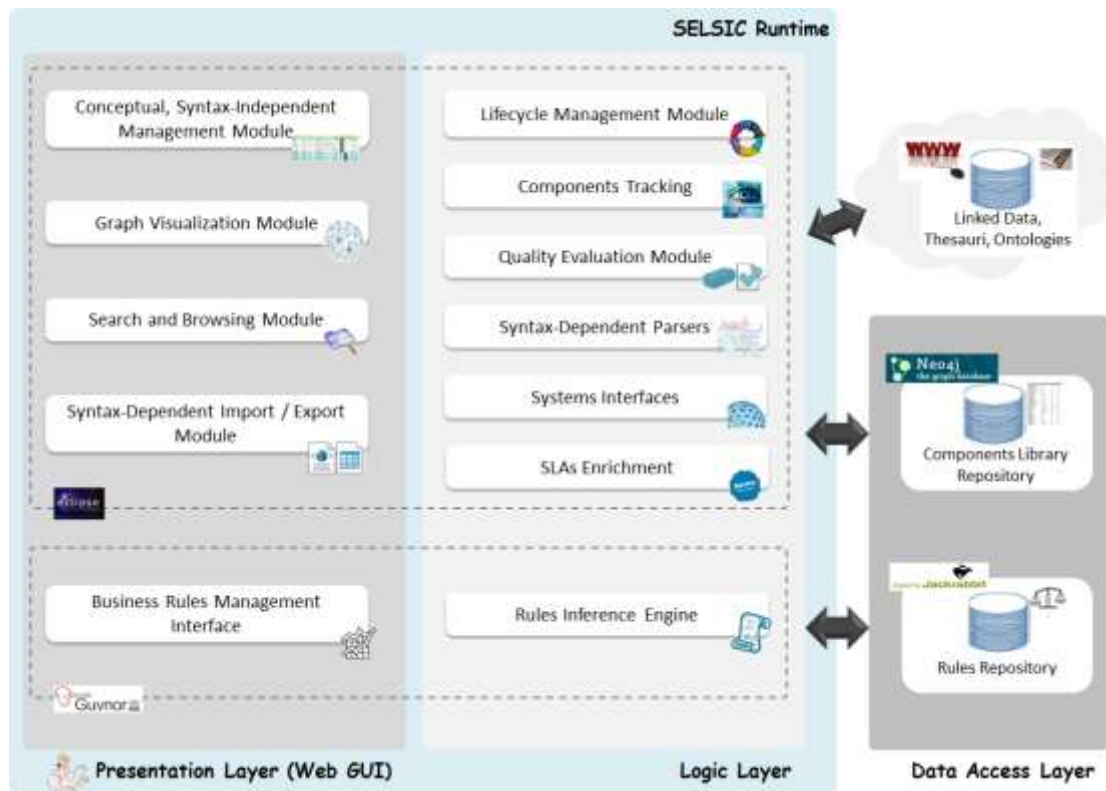 SELSIC Runtime
Conceptual, Syntax-Independent
Management Module
Graph Visualization Module
Search and Browsing Module
Syntax-Dependent Import / Export
Module
eclipse
Business Rules Management
Interface
Guvnor
Presentation Layer (Web GUI)
Lifecycle Management Module
Components Tracking
Quality Evaluation Module
Syntax-Dependent Parsers
Systems Interfaces
SLAs Enrichment
Rules Inference Engine
Logic Layer
WWW
Linked Data,
Thesauri, Ontologies
Neo4j
the graph database
Components Library
Repository
Jackrabbit
Rules Repository
Data Access Layer